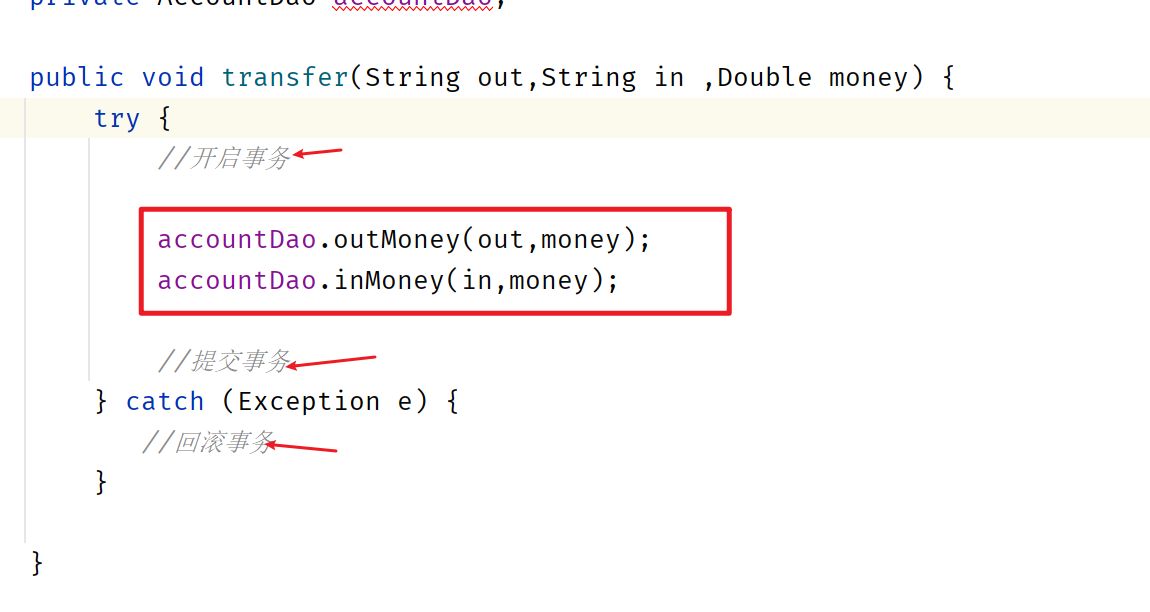 private AccountDao accountDao;
public void transfer(String out,String in ,Double money) {
try {
//开启事务
accountDao.outMoney(out,money);
accountDao.inMoney(in,money);
//提交事务
} catch (Exception e) {
//回滚事务
}
}